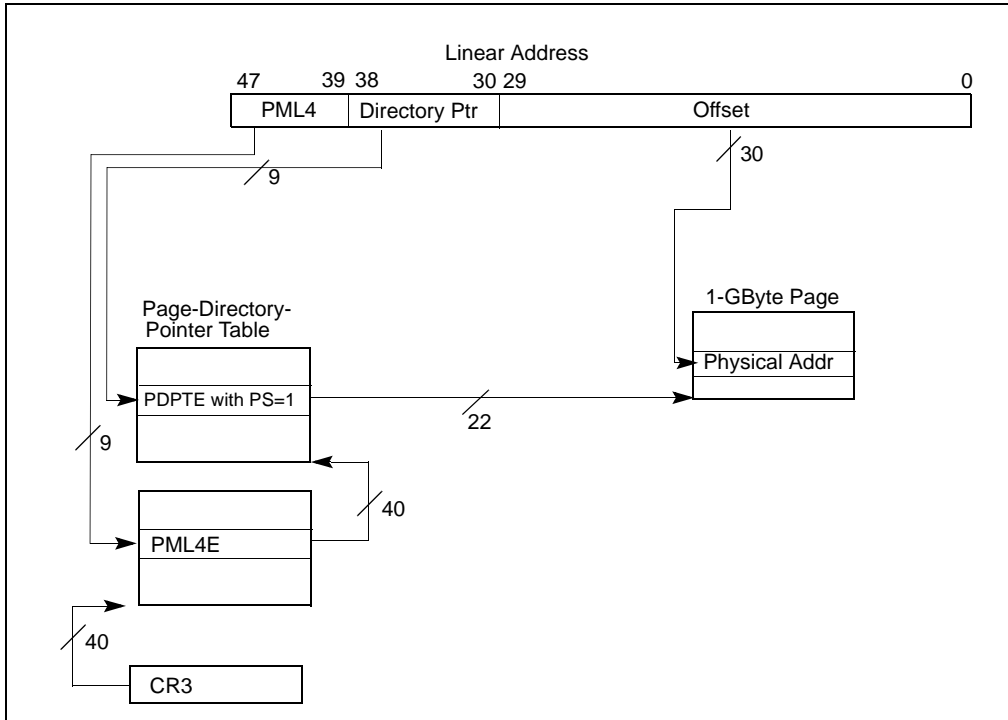 Linear Address
47 39 38 30 29 0
PML4 Directory Ptr Offset
9 30
Page-Directory-
Pointer Table
1-GByte Page
Physical Addr
PDPTE with PS=1
22
9
40
PML4E
40
CR3